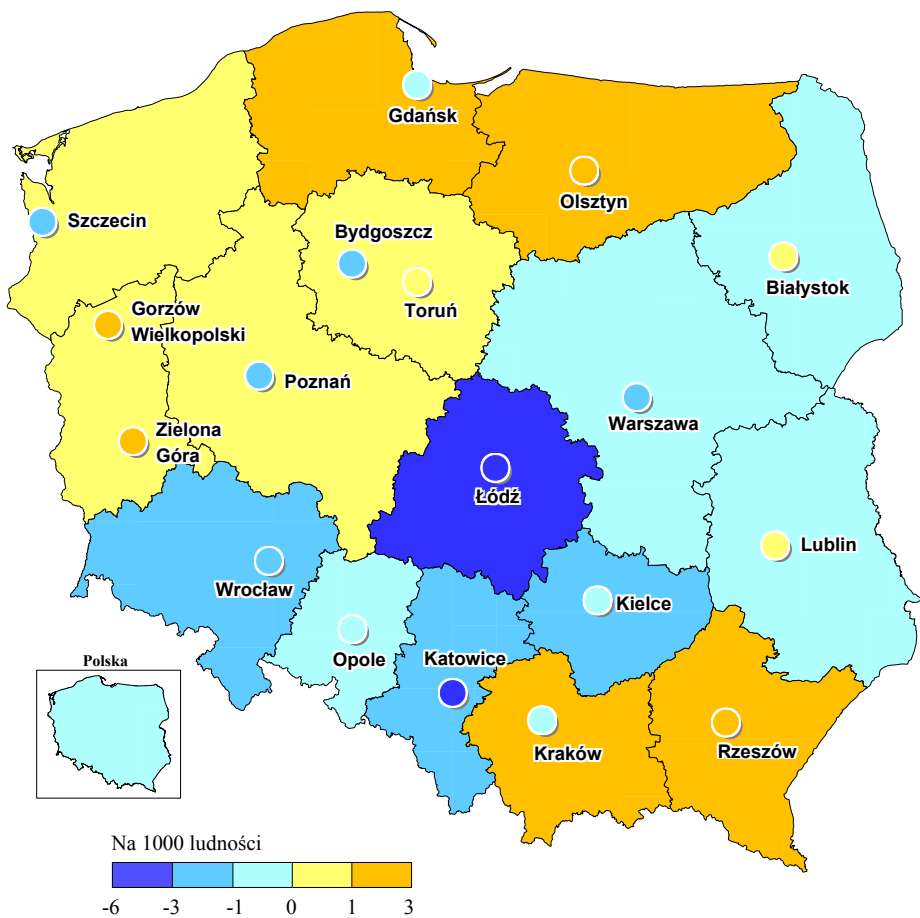 Gdańsk
Olsztyn
Szczecin
Bydgoszcz
Toruń
Białystok
Gorzów
Wielkopolski
Poznań
Warszawa
Zielona
Góra
Łódź
Lublin
Wrocław
Kielce
Opole
Katowice
Kraków
Rzeszów
Polska
Na 1000 ludności
-6 -3 -1 0 1 3